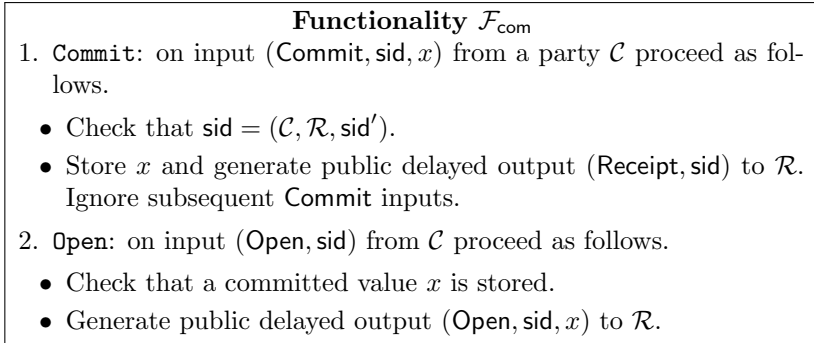 Functionality 𝓕com
1. Commit: on input (Commit, sid, x) from a party 𝒞 proceed as fol-
lows.
• Check that sid = (𝒞, ℛ, sid′).
• Store x and generate public delayed output (Receipt, sid) to ℛ.
Ignore subsequent Commit inputs.
2. Open: on input (Open, sid) from 𝒞 proceed as follows.
• Check that a committed value x is stored.
• Generate public delayed output (Open, sid, x) to ℛ.